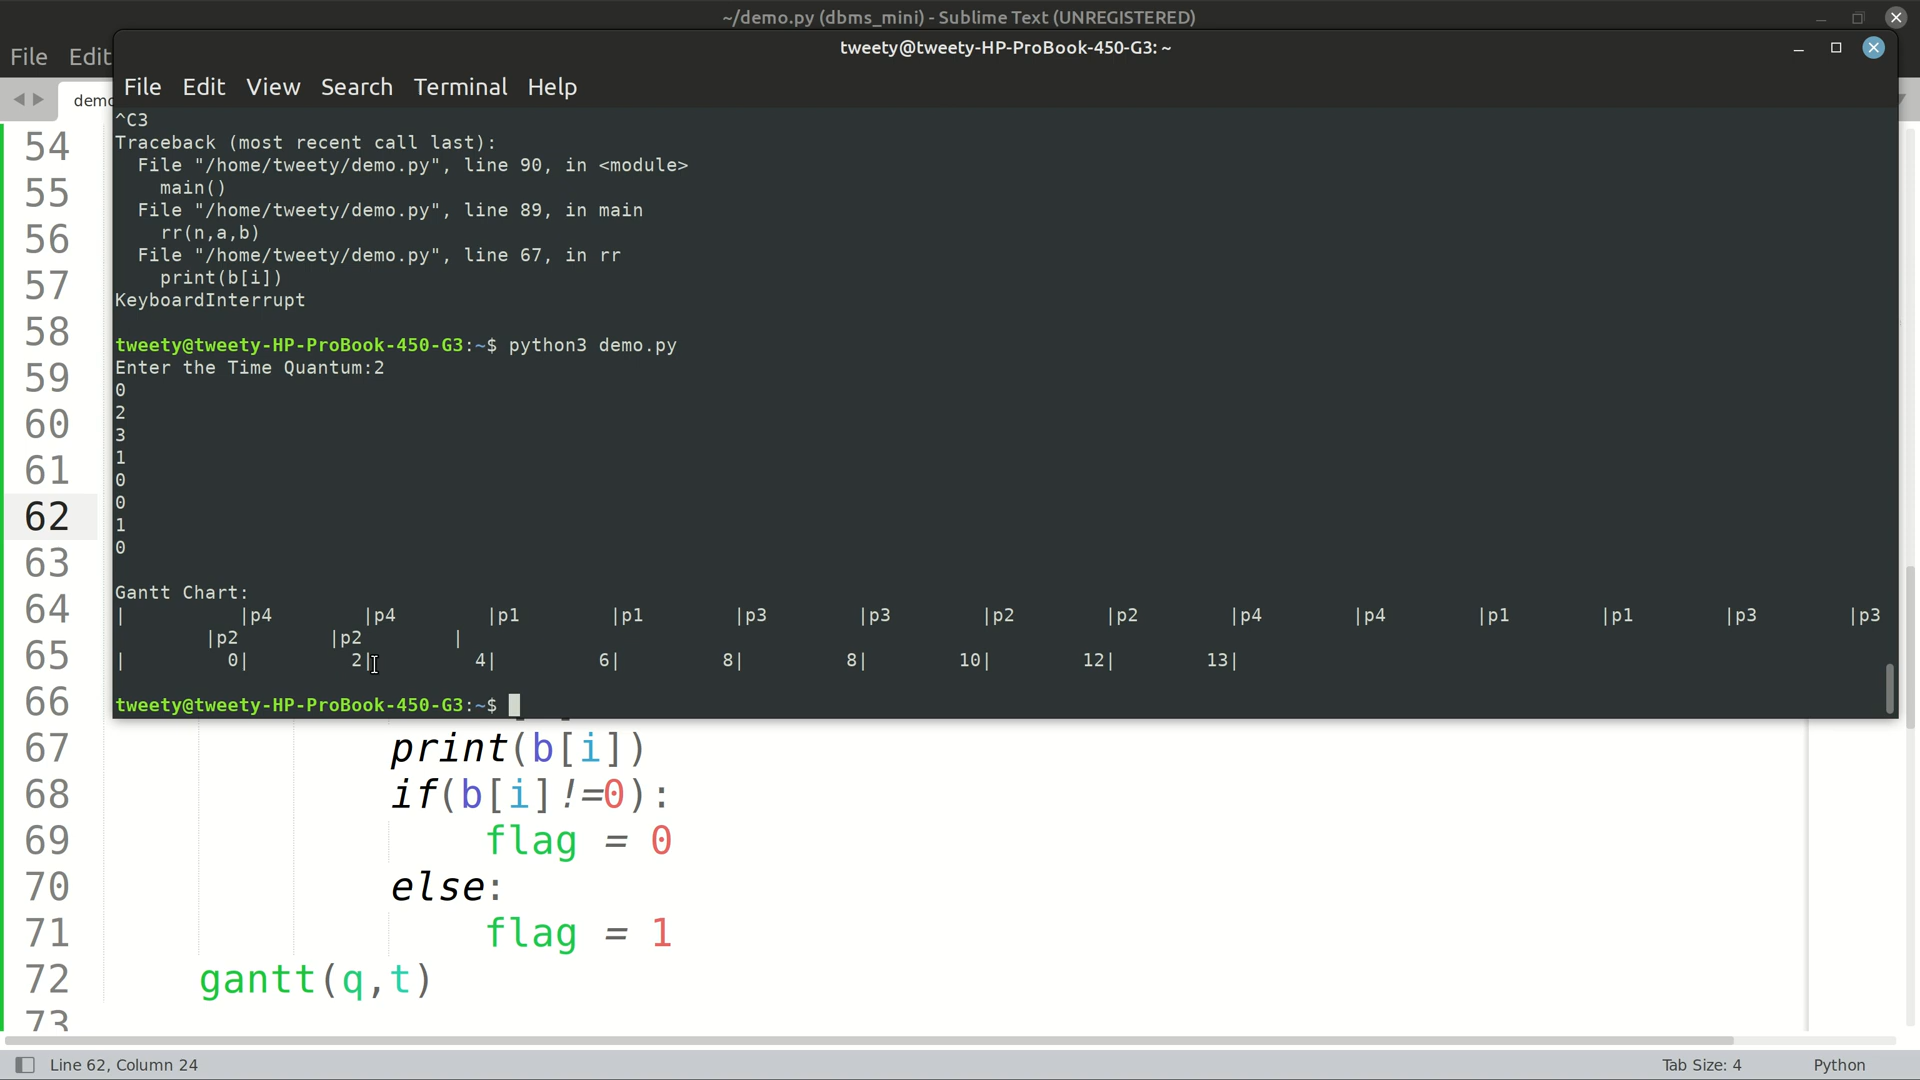 ~/demo.py (dbms_mini) - Sublime Text (UNREGISTERED)
File Edit
tweety@tweety-HP-ProBook-450-G3: ~
File Edit View Search Terminal Help
demo
^C3
Traceback (most recent call last):
File "/home/tweety/demo.py", line 90, in <module>
main()
File "/home/tweety/demo.py", line 89, in main
rr(n,a,b)
File "/home/tweety/demo.py", line 67, in rr
print(b[i])
KeyboardInterrupt
tweety@tweety-HP-ProBook-450-G3:~$ python3 demo.py
Enter the Time Quantum:2
0
2
3
1
0
0
1
0
Gantt Chart:
| |p4 |p4 |p1 |p1 |p3 |p3 |p2 |p2 |p4 |p4 |p1 |p1 |p3 |p3
|p2 |p2 |
| 0| 2| 4| 6| 8| 8| 10| 12| 13|
tweety@tweety-HP-ProBook-450-G3:~$
54
55
56
57
58
59
60
61
62
63
64
65
66
67 print(b[i])
68 if(b[i]!=0):
69 flag = 0
70 else:
71 flag = 1
72 gantt(q,t)
73
Line 62, Column 24 Tab Size: 4 Python